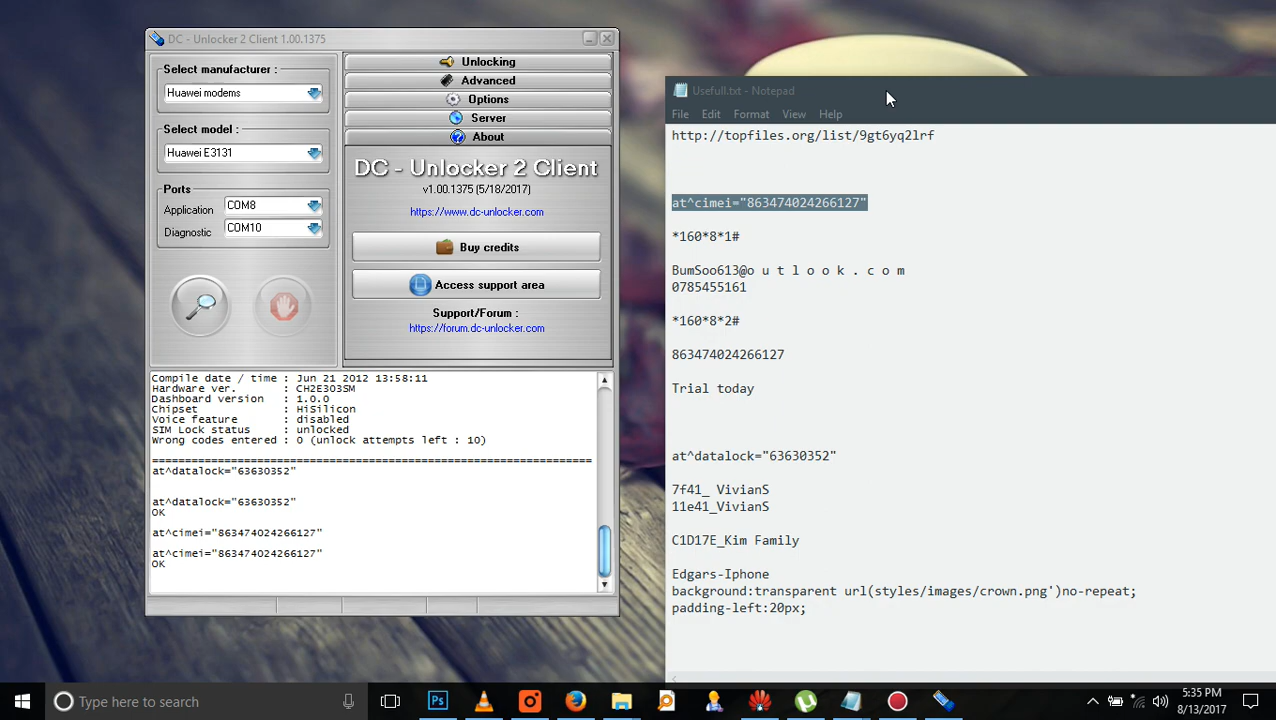 DC - Unlocker 2 Client 1.00.1375
Select manufacturer :
Huawei modems
Select model :
Huawei E3131
Ports
Application COM8
Diagnostic COM10
Unlocking
Advanced
Options
Server
About
DC - Unlocker 2 Client
v1.00.1375 (5/18/2017)
https://www.dc-unlocker.com
Buy credits
Access support area
Support/Forum :
https://forum.dc-unlocker.com
Compile date / time : Jun 21 2012 13:58:11
Hardware ver. : CH2E303SM
Dashboard version : 1.0.0
Chipset : HiSilicon
Voice feature : disabled
SIM Lock status : unlocked
Wrong codes entered : 0 (unlock attempts left : 10)
=============================================================
at^datalock="63630352"
at^datalock="63630352"
OK
at^cimei="863474024266127"
at^cimei="863474024266127"
OK
Usefull.txt - Notepad
File Edit Format View Help
http://topfiles.org/list/9gt6yq2lrf
at^cimei="863474024266127"
*160*8*1#
BumSoo613@o u t l o o k . c o m
0785455161
*160*8*2#
863474024266127
Trial today
at^datalock="63630352"
7f41_ VivianS
11e41_VivianS
C1D17E_Kim Family
Edgars-Iphone
background:transparent url(styles/images/crown.png')no-repeat;
padding-left:20px;
Type here to search
Ps
5:35 PM
8/13/2017